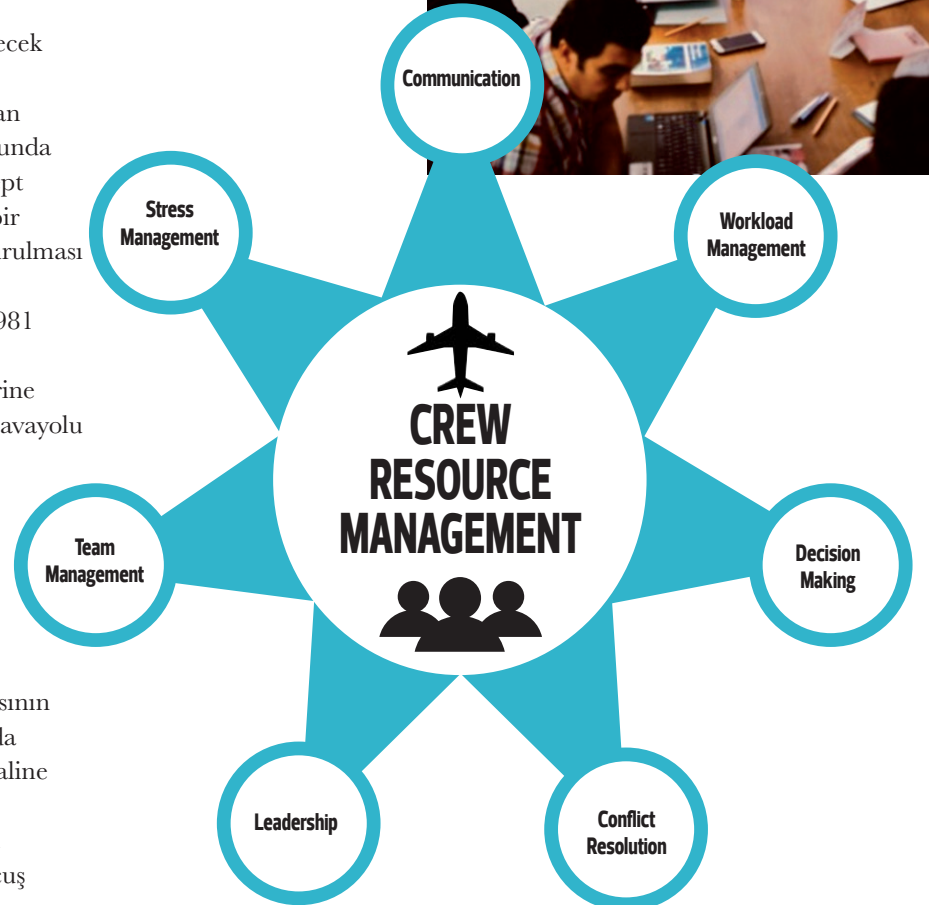 ecek
an
unda
pt
bir
rulması
981
rine
avayolu
sının
la
aline
uş
Communication
Stress
Management
Workload
Management
CREW
RESOURCE
MANAGEMENT
Team
Management
Decision
Making
Leadership
Conflict
Resolution